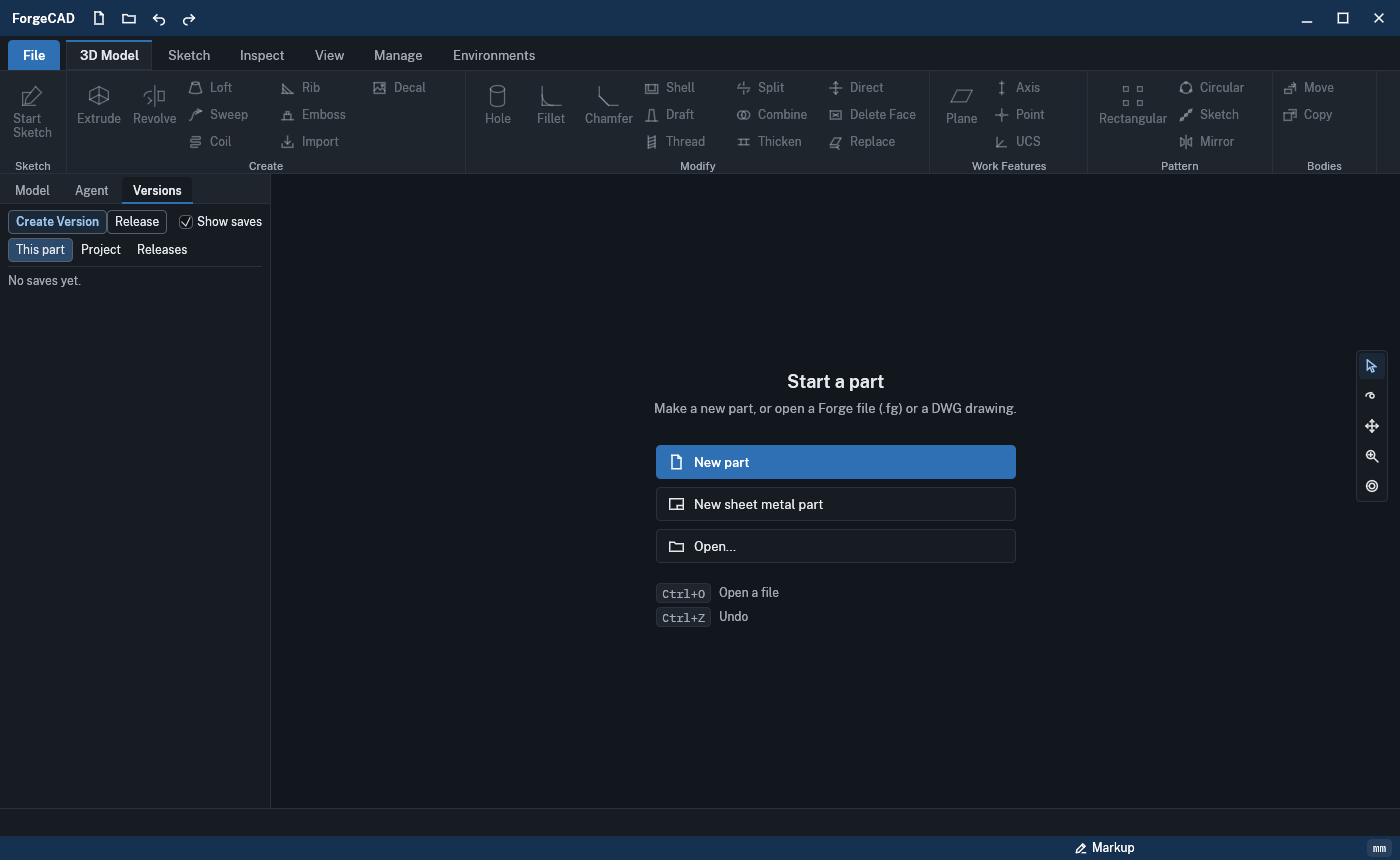 ForgeCAD
File 3D Model Sketch Inspect View Manage Environments
Start Sketch
Extrude
Revolve
Loft
Sweep
Coil
Rib
Emboss
Import
Decal
Hole
Fillet
Chamfer
Shell
Draft
Thread
Split
Combine
Thicken
Direct
Delete Face
Replace
Plane
Axis
Point
UCS
Rectangular
Circular
Sketch
Mirror
Move
Copy
Sketch Create Modify Work Features Pattern Bodies
Model Agent Versions
Create Version Release Show saves
This part Project Releases
No saves yet.
Start a part
Make a new part, or open a Forge file (.fg) or a DWG drawing.
New part
New sheet metal part
Open...
Ctrl+O Open a file
Ctrl+Z Undo
Markup mm